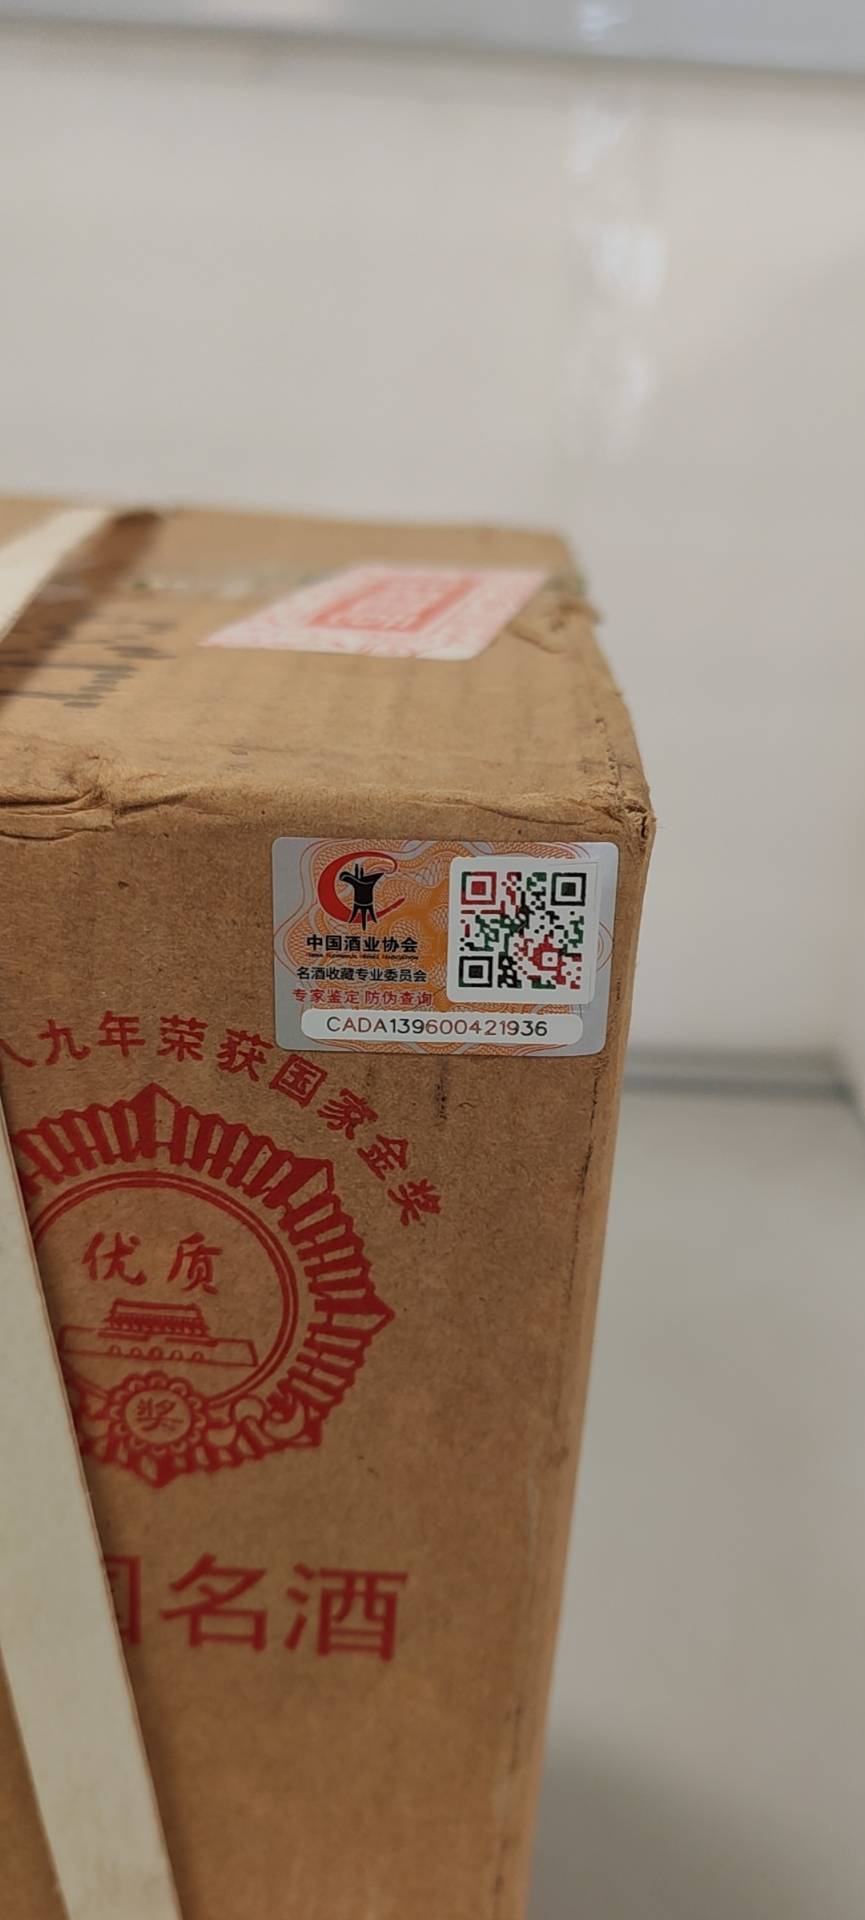 中国酒业协会
名酒收藏专业委员会
专家鉴定 防伪查询
CADA139600421936
九年荣获国家金奖
优质
奖
名酒